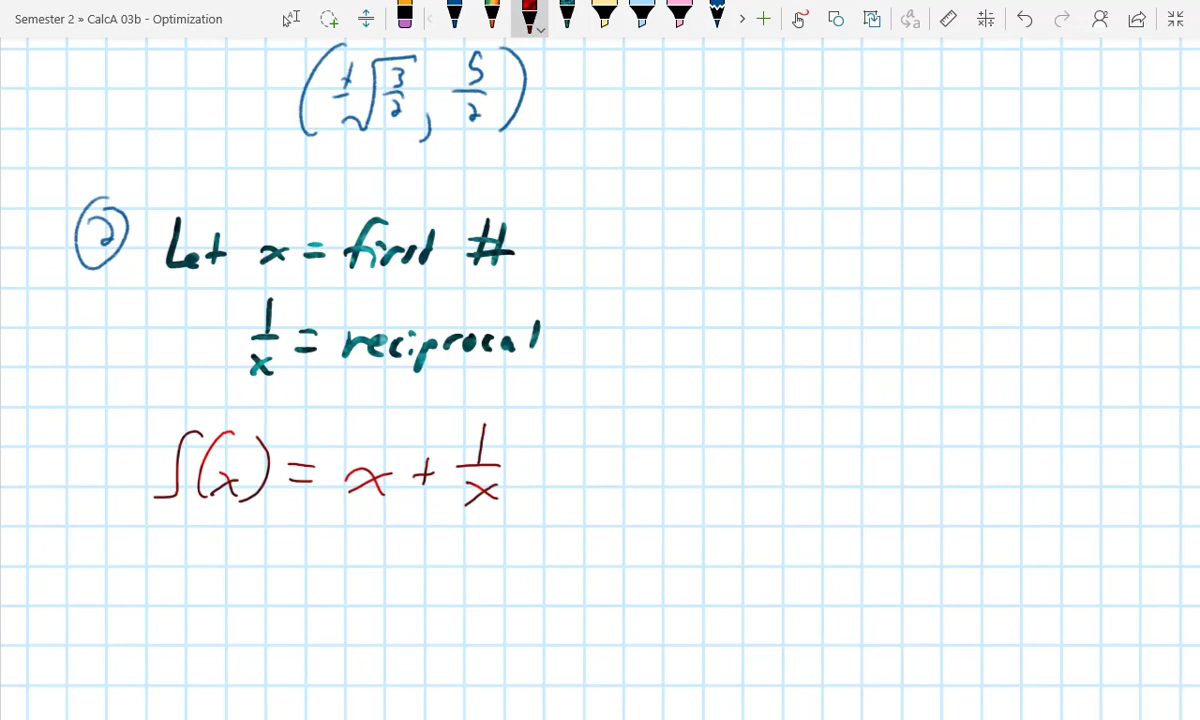 Semester 2 » CalcA 03b - Optimization
(±√(3/2), 5/2)
② Let x = first #
1/x = reciprocal
S(x) = x + 1/x